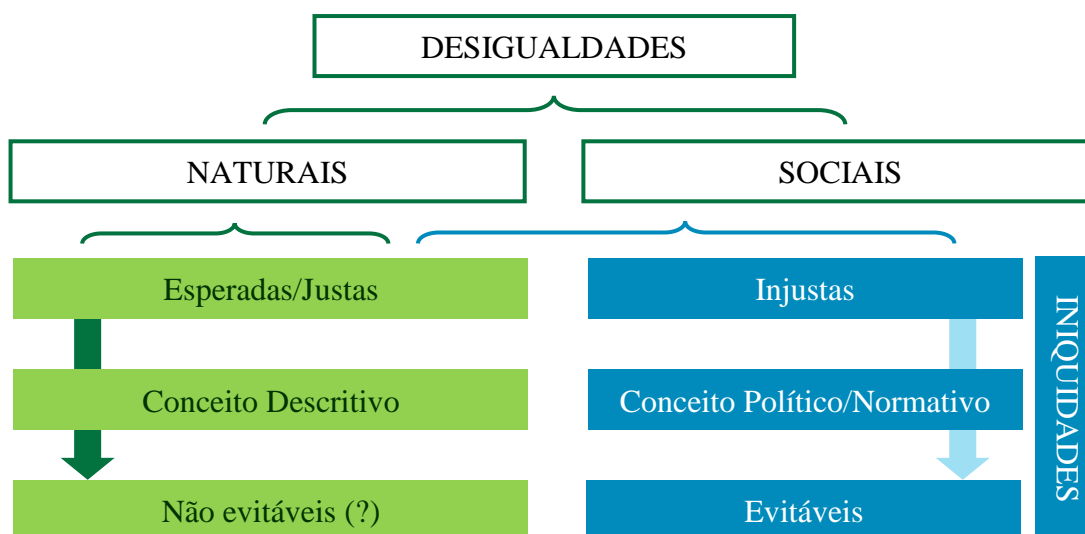 DESIGUALDADES
NATURAIS
SOCIAIS
Esperadas/Justas
Injustas
Conceito Descritivo
Conceito Político/Normativo
Não evitáveis (?)
Evitáveis
INIQUIDADES